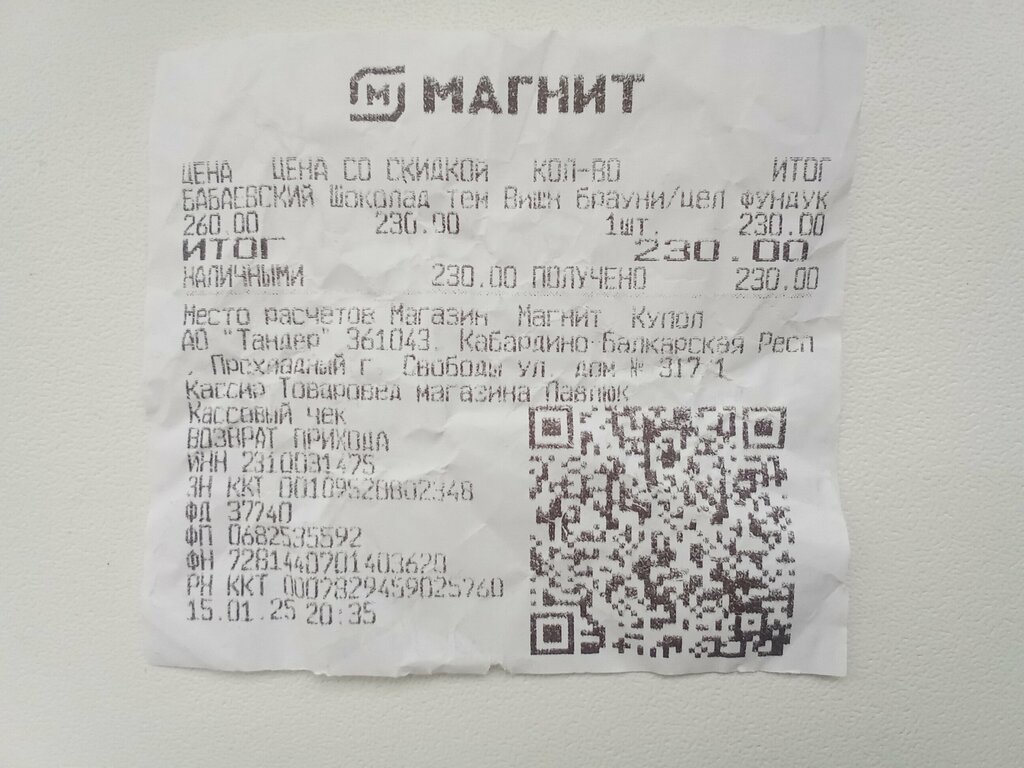 МАГНИТ
ЦЕНА ЦЕНА СО СКИДКОЙ КОЛ-ВО ИТОГ
БАБАЕВСКИЙ Шоколад тем Вишн Брауни/цел фундук
260.00 230.00 1шт. 230.00
ИТОГ 230.00
НАЛИЧНЫМИ 230.00 ПОЛУЧЕНО 230.00
Место расчетов Магазин Магнит Купол
АО "Тандер" 361043. Кабардино-Балкарская Респ
, Прохладный г. Свободы ул. дом № 317 1
Кассир Товаровед магазина Павлюк
Кассовый чек
ВОЗВРАТ ПРИХОДА
ИНН 2310031475
ЗН ККТ 00109520802348
ФД 37740
ФП 0682535592
ФН 7281440701403620
РН ККТ 0007829459025760
15.01.25 20:35